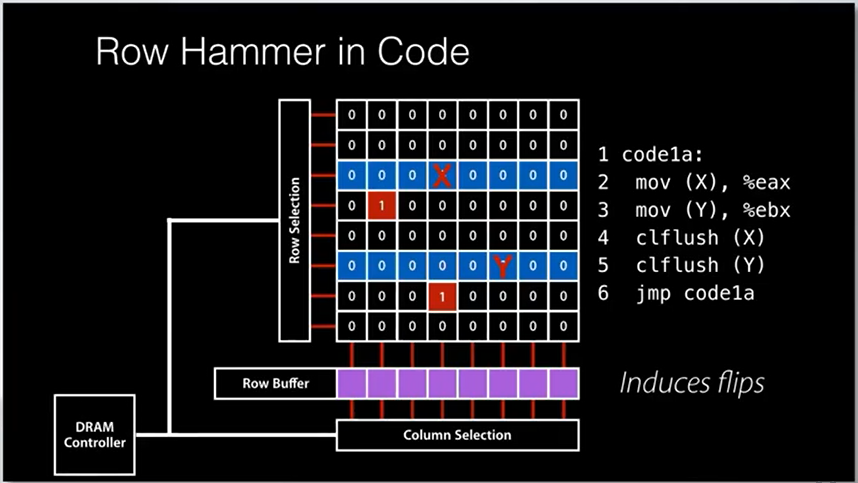 Row Hammer in Code
Row Selection
0 0 0 0 0 0 0 0
0 0 0 0 0 0 0 0
0 0 0 X 0 0 0 0
0 1 0 0 0 0 0 0
0 0 0 0 0 0 0 0
0 0 0 0 0 Y 0 0
0 0 0 1 0 0 0 0
0 0 0 0 0 0 0 0
1 code1a:
2 mov (X), %eax
3 mov (Y), %ebx
4 clflush (X)
5 clflush (Y)
6 jmp code1a
Row Buffer
Induces flips
DRAM
Controller
Column Selection